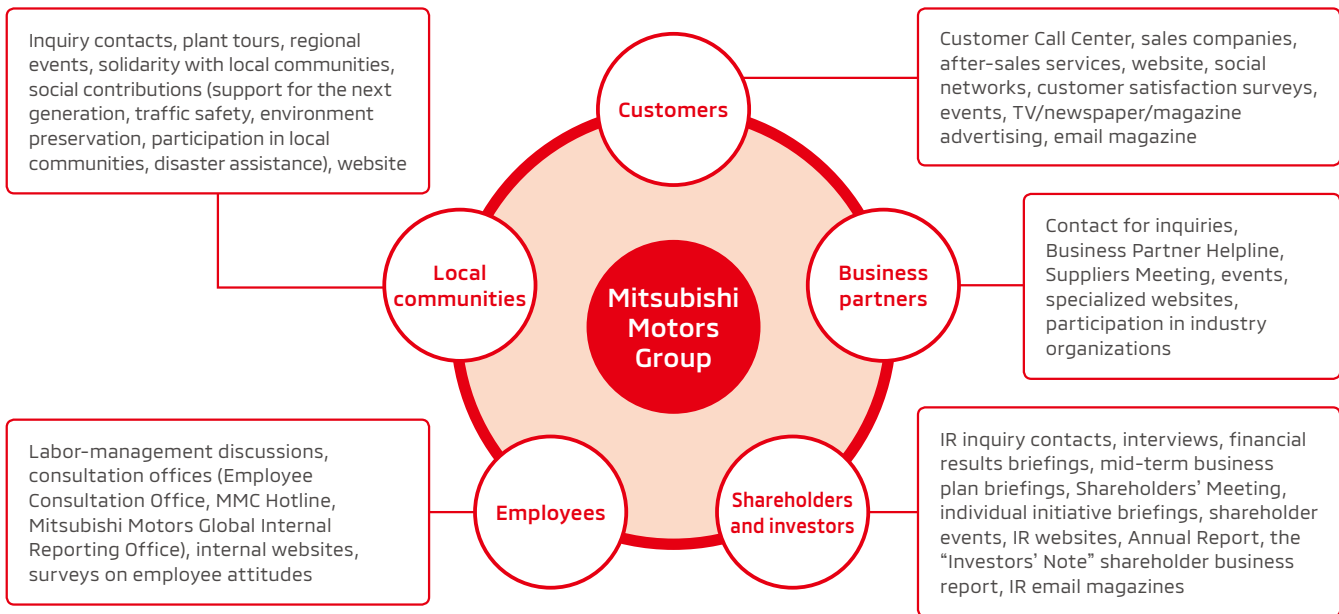 Inquiry contacts, plant tours, regional
events, solidarity with local communities,
social contributions (support for the next
generation, traffic safety, environment
preservation, participation in local
communities, disaster assistance), website
Customers
Customer Call Center, sales companies,
after-sales services, website, social
networks, customer satisfaction surveys,
events, TV/newspaper/magazine
advertising, email magazine
Local
communities
Mitsubishi
Motors
Group
Business
partners
Contact for inquiries,
Business Partner Helpline,
Suppliers Meeting, events,
specialized websites,
participation in industry
organizations
Labor-management discussions,
consultation offices (Employee
Consultation Office, MMC Hotline,
Mitsubishi Motors Global Internal
Reporting Office), internal websites,
surveys on employee attitudes
Employees
Shareholders
and investors
IR inquiry contacts, interviews, financial
results briefings, mid-term business
plan briefings, Shareholders’ Meeting,
individual initiative briefings, shareholder
events, IR websites, Annual Report, the
“Investors’ Note” shareholder business
report, IR email magazines